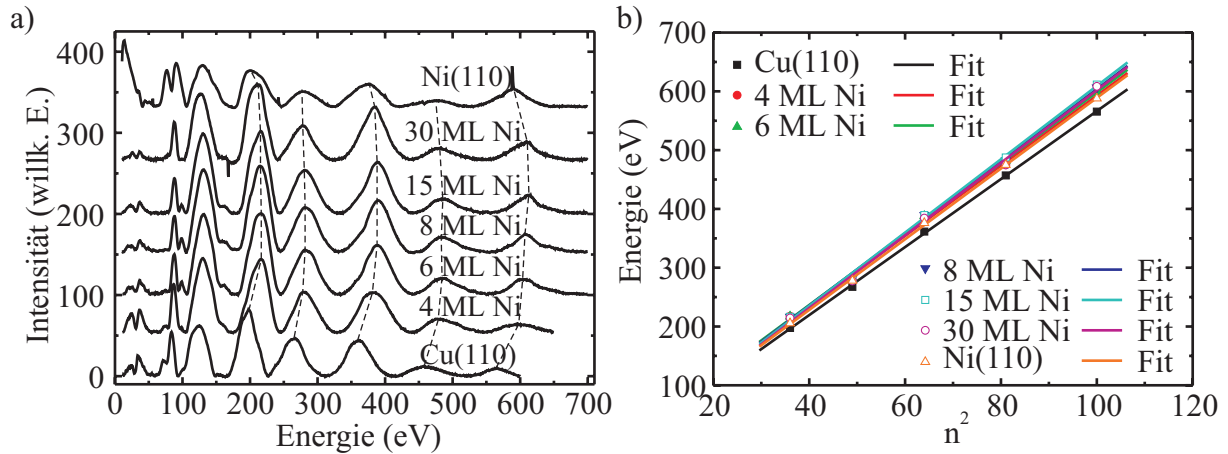 a)
Intensität (willk. E.)
400
300
200
100
0
Ni(110)
30 ML Ni
15 ML Ni
8 ML Ni
6 ML Ni
4 ML Ni
Cu(110)
0 100 200 300 400 500 600 700
Energie (eV)
b)
Energie (eV)
700
600
500
400
300
200
100
Cu(110) Fit
4 ML Ni Fit
6 ML Ni Fit
8 ML Ni Fit
15 ML Ni Fit
30 ML Ni Fit
Ni(110) Fit
20 40 60 80 100 120
n²